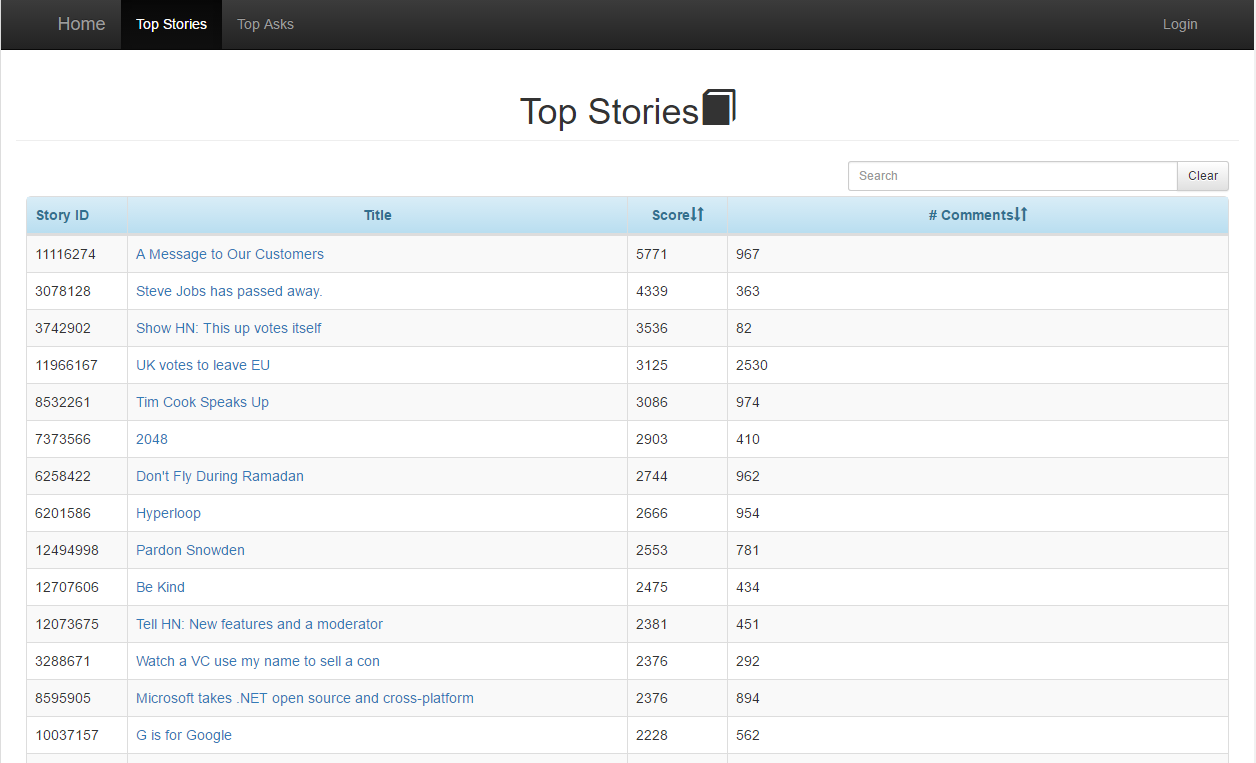 Home Top Stories Top Asks Login
Top Stories
Search Clear
Story ID Title Score # Comments
11116274 A Message to Our Customers 5771 967
3078128 Steve Jobs has passed away. 4339 363
3742902 Show HN: This up votes itself 3536 82
11966167 UK votes to leave EU 3125 2530
8532261 Tim Cook Speaks Up 3086 974
7373566 2048 2903 410
6258422 Don't Fly During Ramadan 2744 962
6201586 Hyperloop 2666 954
12494998 Pardon Snowden 2553 781
12707606 Be Kind 2475 434
12073675 Tell HN: New features and a moderator 2381 451
3288671 Watch a VC use my name to sell a con 2376 292
8595905 Microsoft takes .NET open source and cross-platform 2376 894
10037157 G is for Google 2228 562